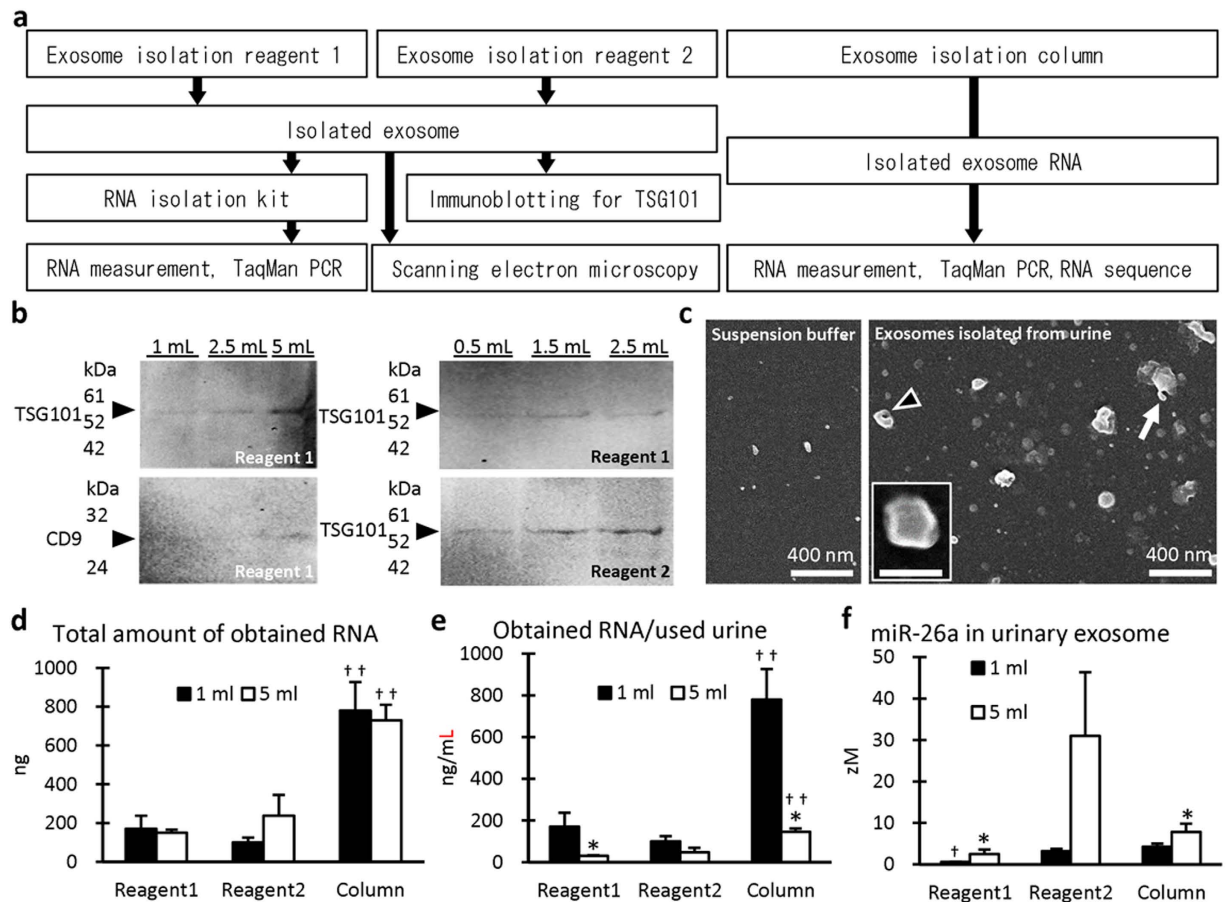 a
Exosome isolation reagent 1
Exosome isolation reagent 2
Exosome isolation column
Isolated exosome
Isolated exosome RNA
RNA isolation kit
Immunoblotting for TSG101
RNA measurement, TaqMan PCR
Scanning electron microscopy
RNA measurement, TaqMan PCR, RNA sequence
b
1 mL 2.5 mL 5 mL
kDa
61
TSG101
52
42
Reagent 1
kDa
32
CD9
24
Reagent 1
0.5 mL 1.5 mL 2.5 mL
kDa
61
TSG101
52
42
Reagent 1
kDa
61
TSG101
52
42
Reagent 2
c
Suspension buffer
400 nm
Exosomes isolated from urine
400 nm
d
Total amount of obtained RNA
1000
800
600
400
200
0
ng
1 ml 5 ml
†† ††
Reagent1 Reagent2 Column
e
Obtained RNA/used urine
1000
800
600
400
200
0
ng/mL
1 ml 5 ml
*
††
††
*
Reagent1 Reagent2 Column
f
miR-26a in urinary exosome
50
40
30
20
10
0
zM
1 ml
5 ml
† *
*
Reagent1 Reagent2 Column